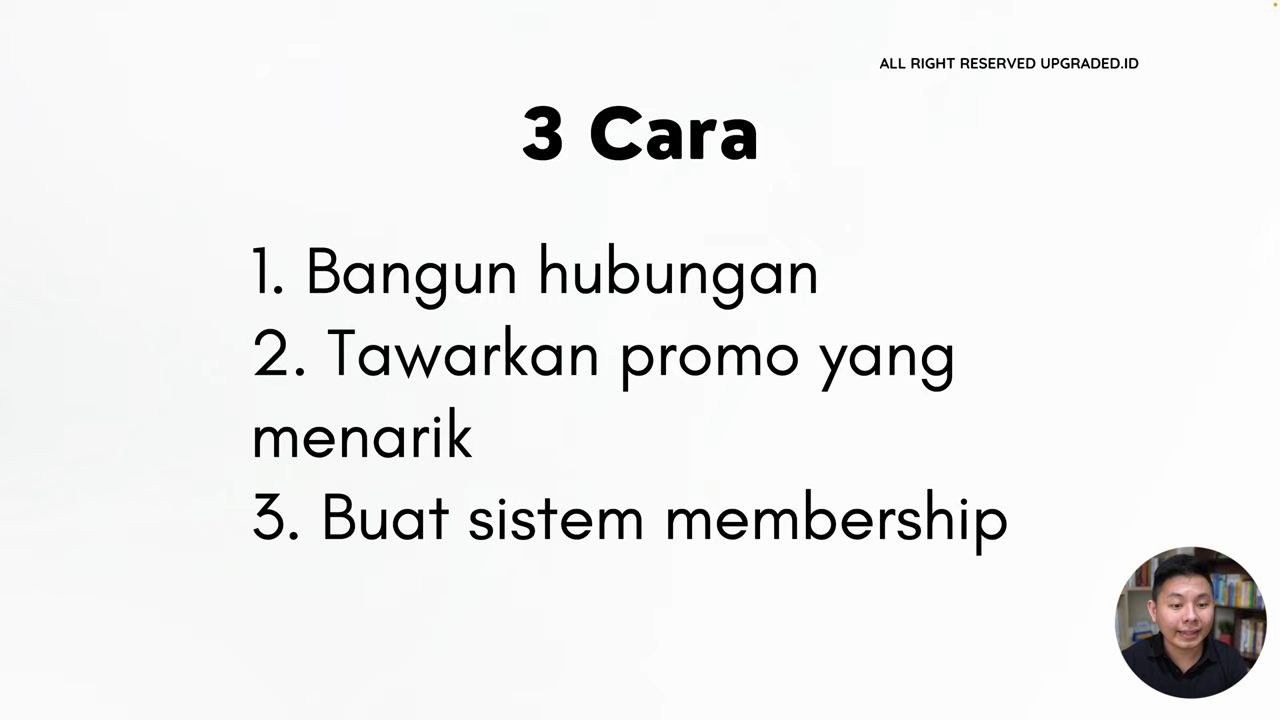 ALL RIGHT RESERVED UPGRADED.ID
3 Cara
1. Bangun hubungan
2. Tawarkan promo yang
menarik
3. Buat sistem membership